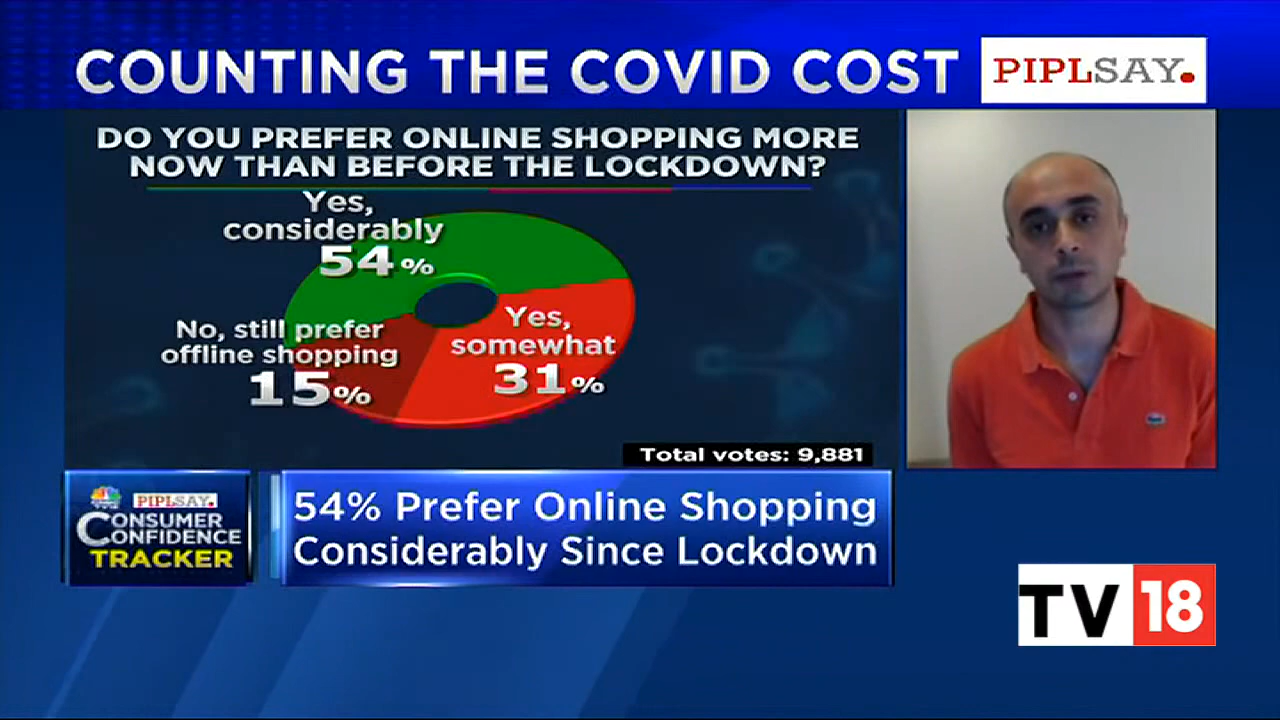 COUNTING THE COVID COST
PIPLSAY.
DO YOU PREFER ONLINE SHOPPING MORE
NOW THAN BEFORE THE LOCKDOWN?
Yes,
considerably
54%
No, still prefer
offline shopping
15%
Yes,
somewhat
31%
Total votes: 9,881
PIPLSAY.
CONSUMER
CONFIDENCE
TRACKER
54% Prefer Online Shopping
Considerably Since Lockdown
TV18